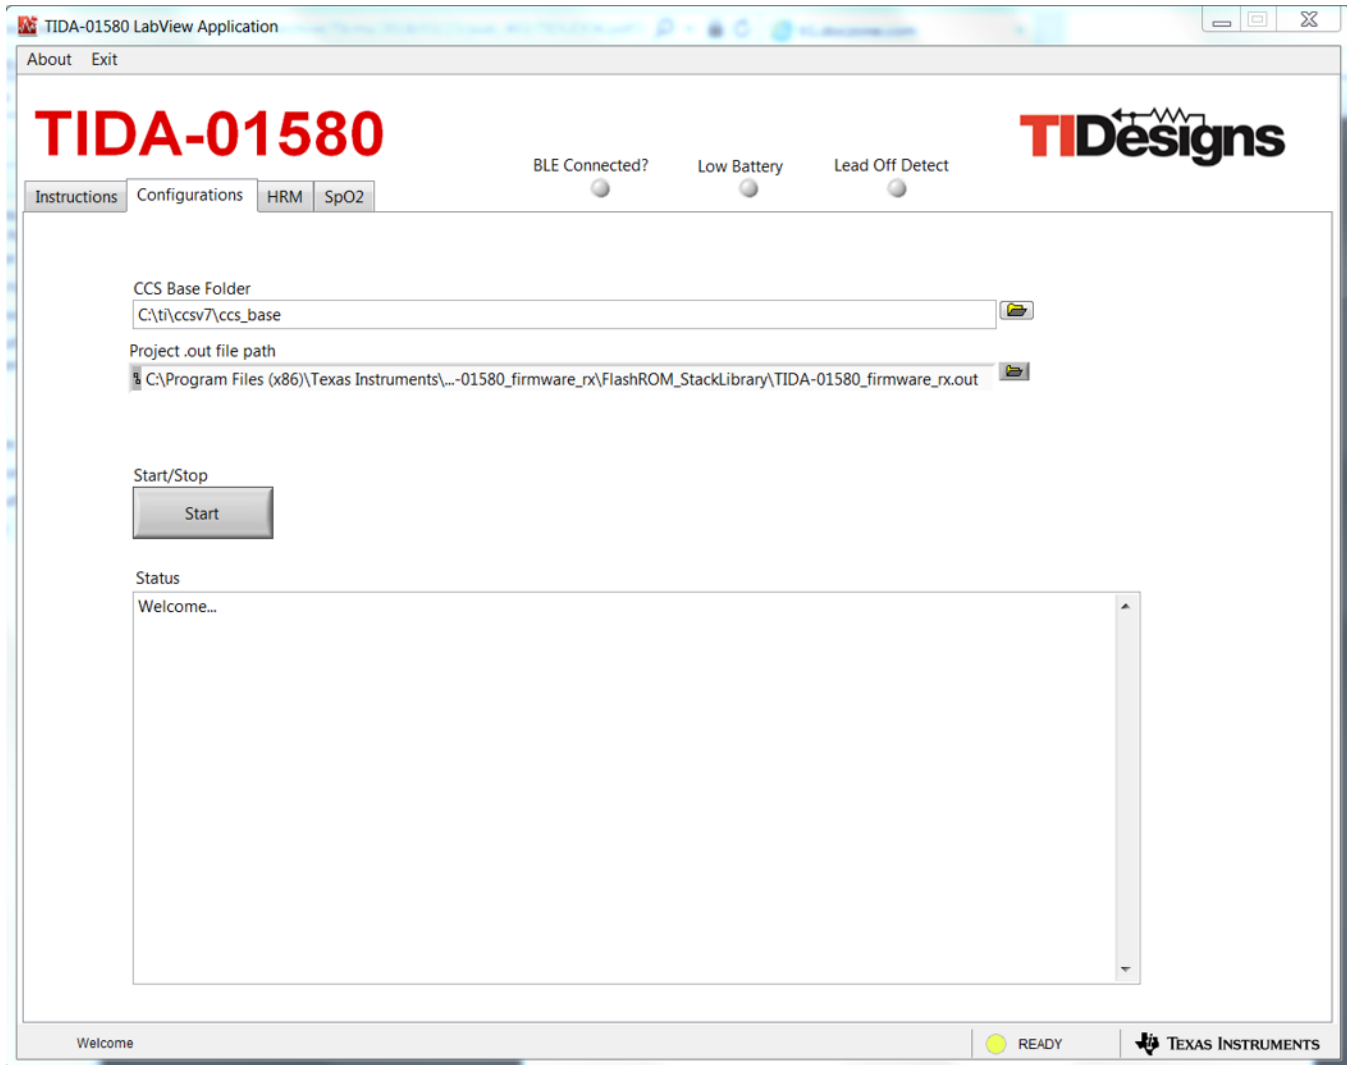 TIDA-01580 LabView Application
About Exit
TIDA-01580
TIDesigns
BLE Connected? Low Battery Lead Off Detect
Instructions Configurations HRM SpO2
CCS Base Folder
C:\ti\ccsv7\ccs_base
Project .out file path
C:\Program Files (x86)\Texas Instruments\...-01580_firmware_rx\FlashROM_StackLibrary\TIDA-01580_firmware_rx.out
Start/Stop
Start
Status
Welcome...
Welcome READY TEXAS INSTRUMENTS